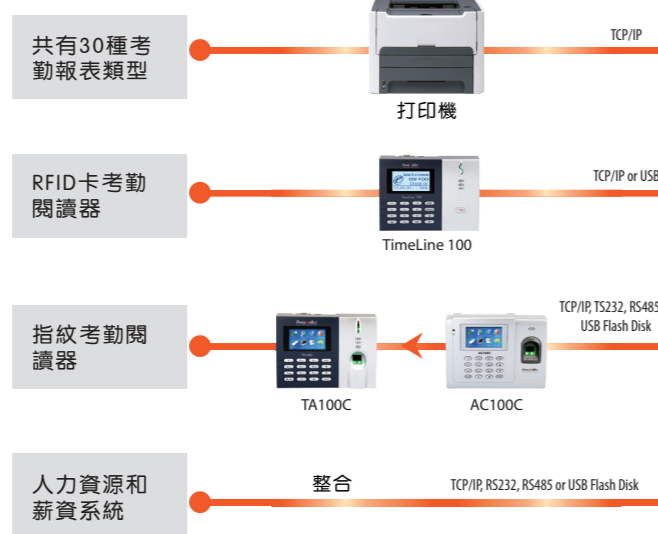 共有30種考
勤報表類型
TCP/IP
打印機
RFID卡考勤
閱讀器
TCP/IP or USB
TimeLine 100
指紋考勤閱
讀器
TCP/IP, TS232, RS485
USB Flash Disk
TA100C
AC100C
人力資源和
薪資系統
整合
TCP/IP, RS232, RS485 or USB Flash Disk